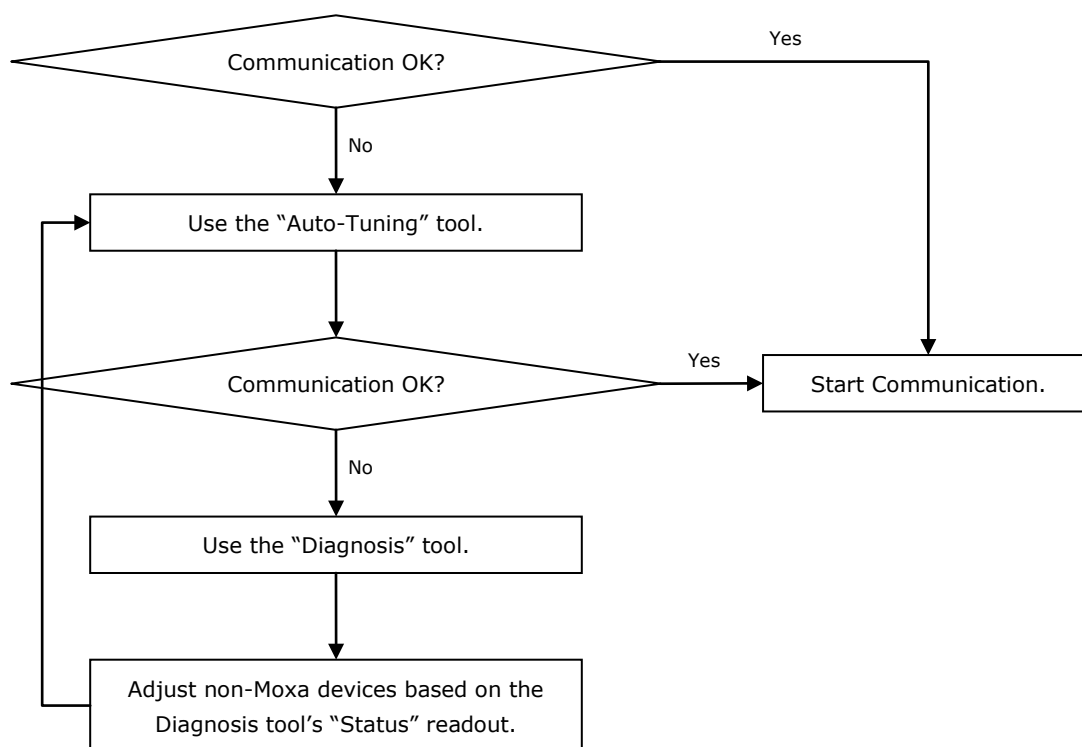 Communication OK?
Yes
No
Use the “Auto-Tuning” tool.
Communication OK?
Yes
Start Communication.
No
Use the “Diagnosis” tool.
Adjust non-Moxa devices based on the
Diagnosis tool’s “Status” readout.